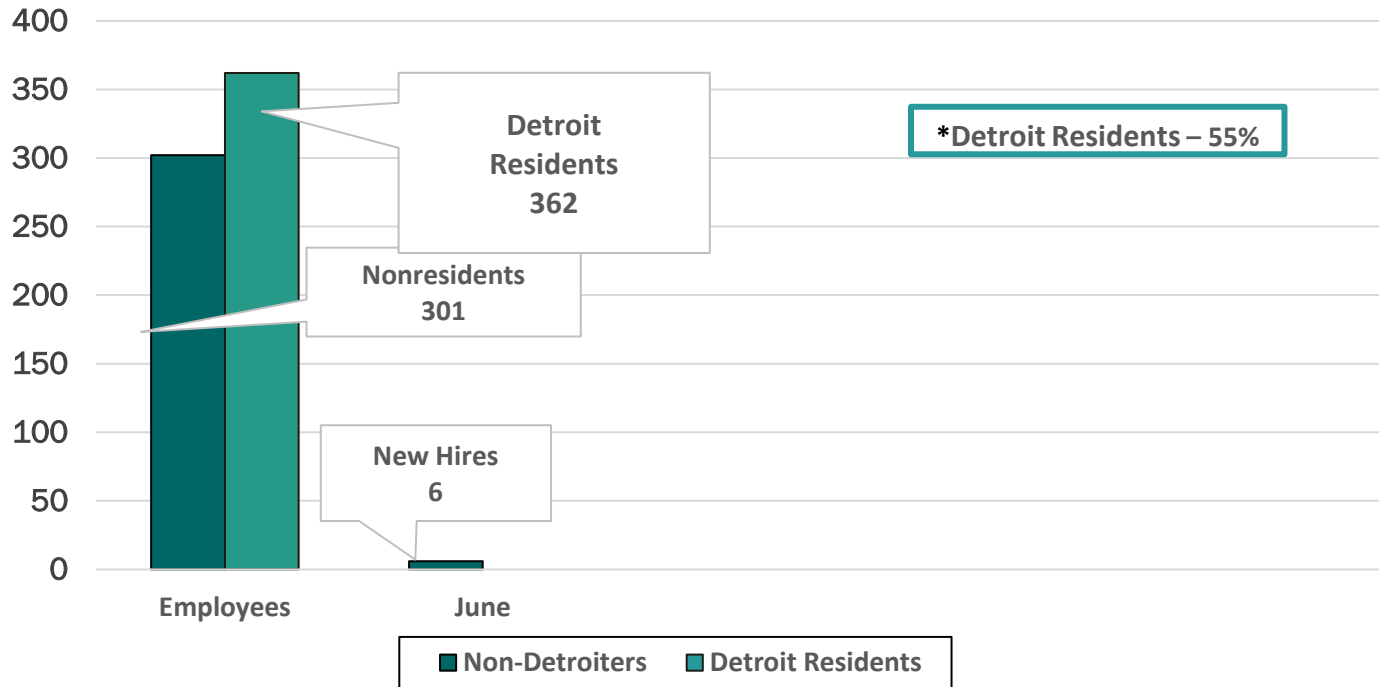 400
350
300
250
200
150
100
50
0
Detroit
Residents
362
*Detroit Residents – 55%
Nonresidents
301
New Hires
6
Employees
June
Non-Detroiters
Detroit Residents